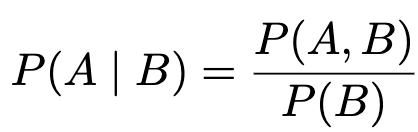 P(A | B) = P(A, B) / P(B)